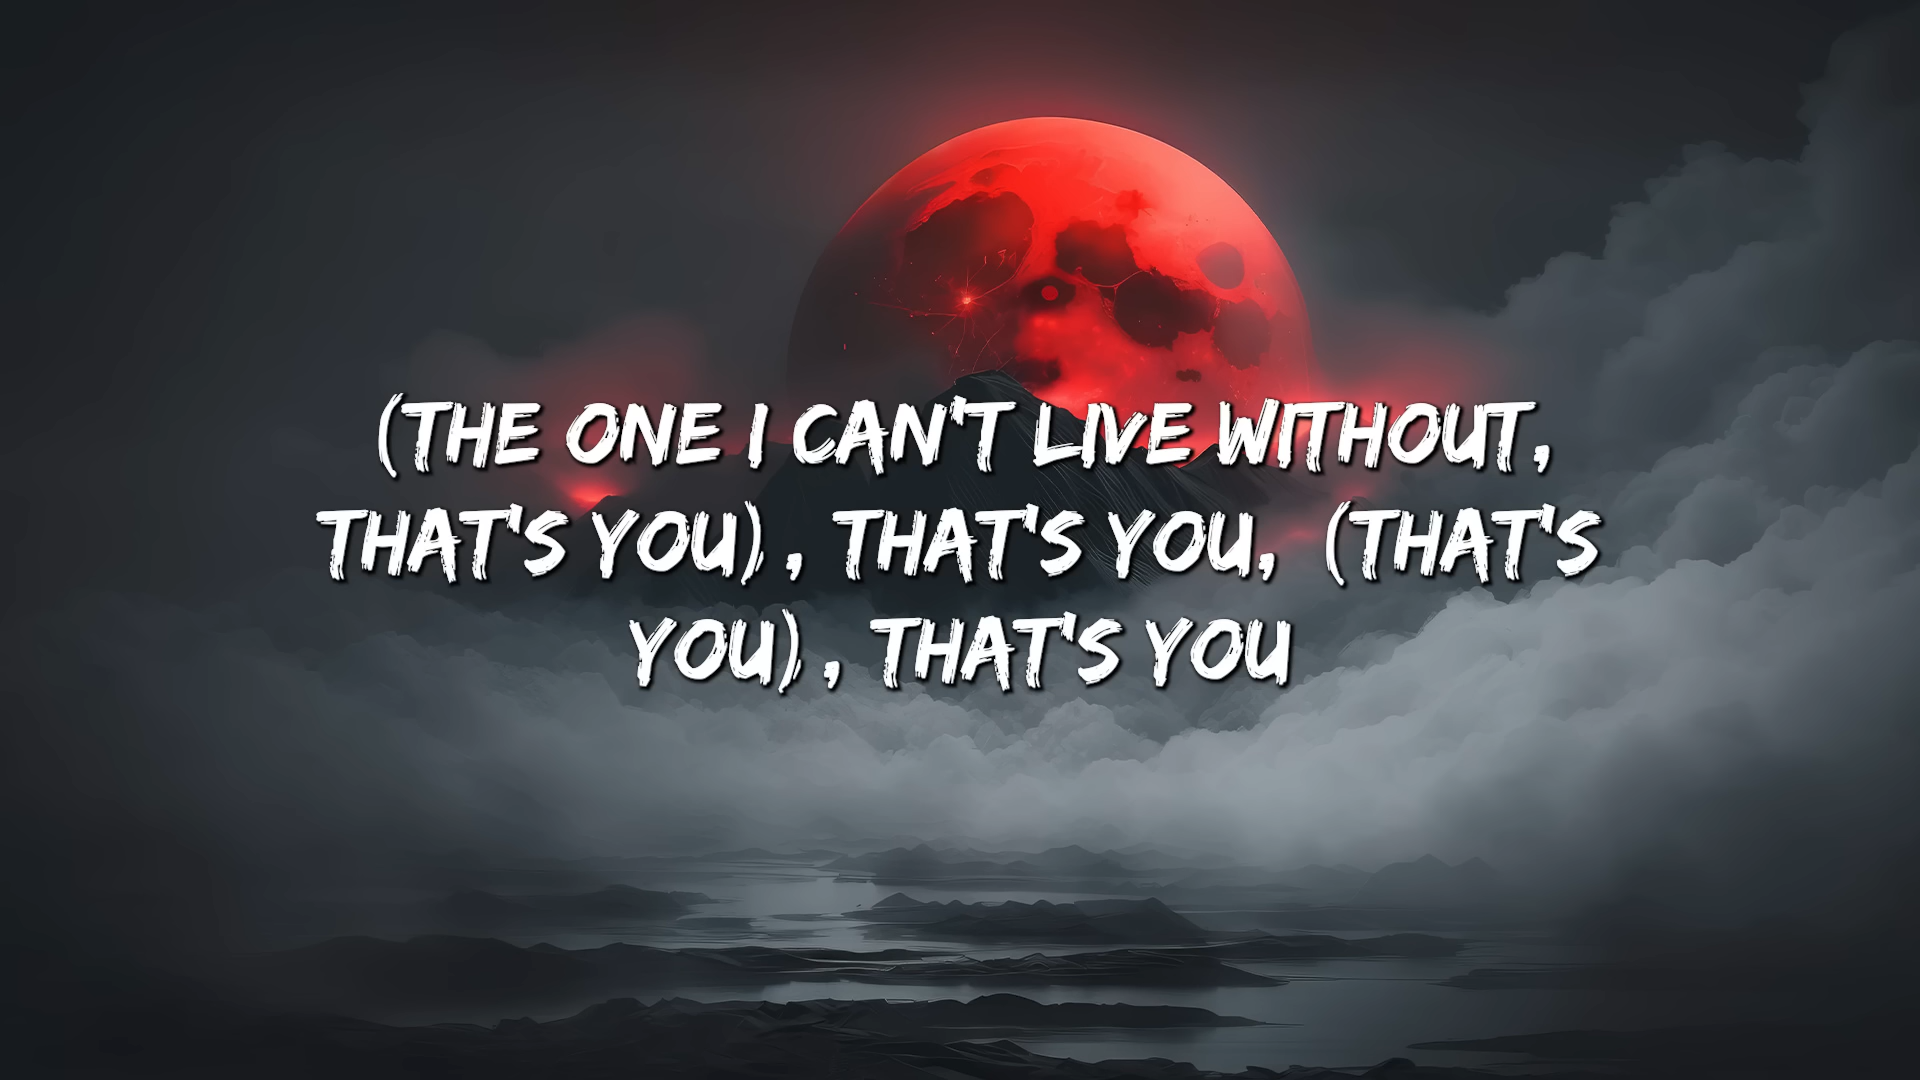 (THE ONE I CAN'T LIVE WITHOUT,
THAT'S YOU), THAT'S YOU, (THAT'S
YOU), THAT'S YOU